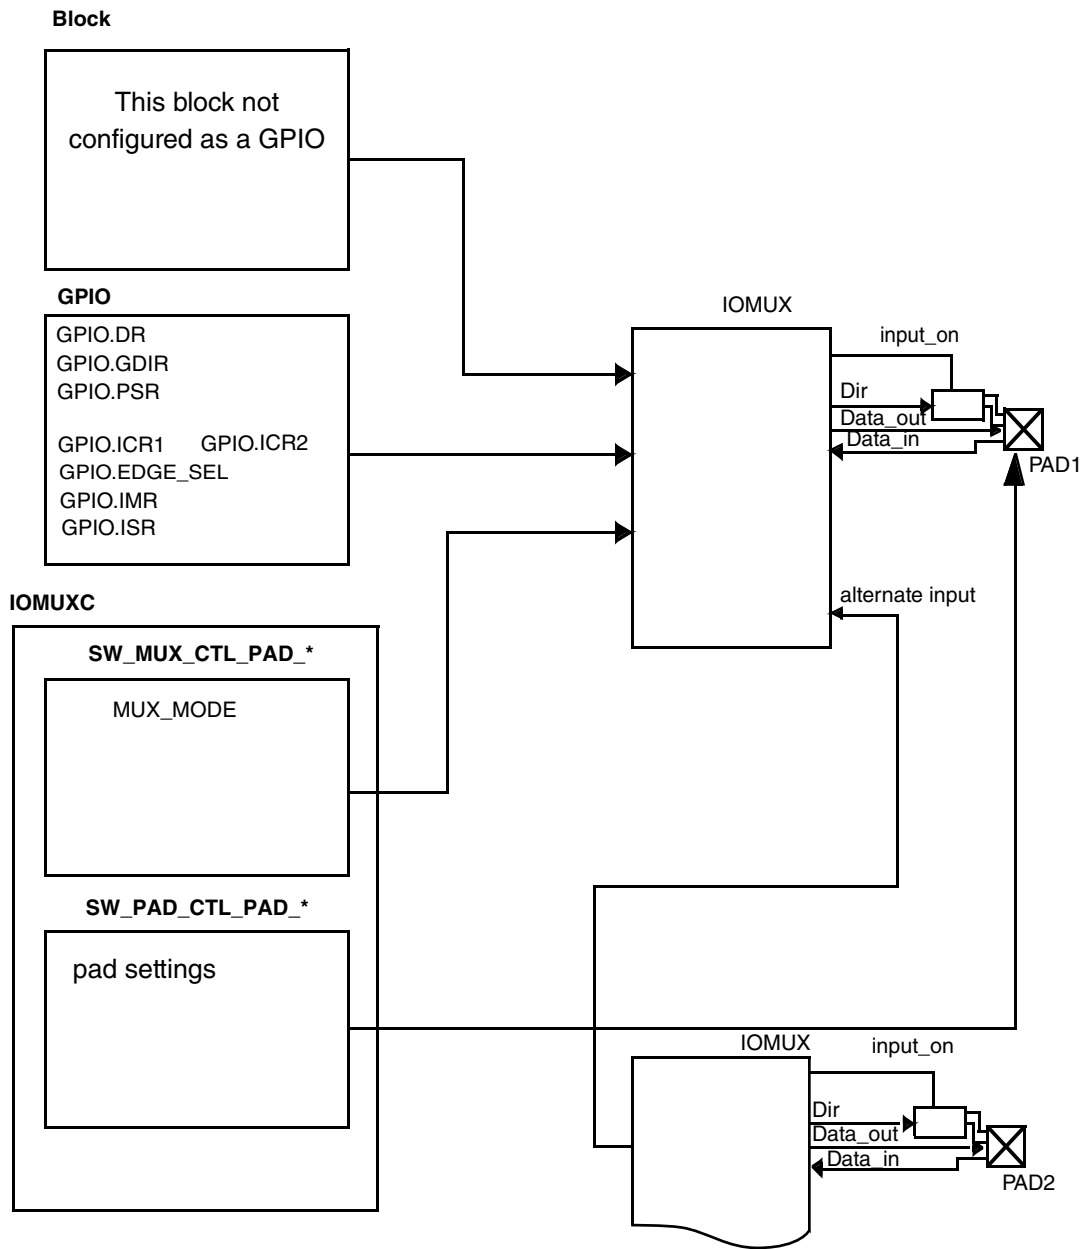 Block
This block not
configured as a GPIO
GPIO
GPIO.DR
GPIO.GDIR
GPIO.PSR
GPIO.ICR1 GPIO.ICR2
GPIO.EDGE_SEL
GPIO.IMR
GPIO.ISR
IOMUX
input_on
Dir
Data_out
Data_in
PAD1
alternate input
IOMUXC
SW_MUX_CTL_PAD_*
MUX_MODE
SW_PAD_CTL_PAD_*
pad settings
IOMUX
input_on
Dir
Data_out
Data_in
PAD2